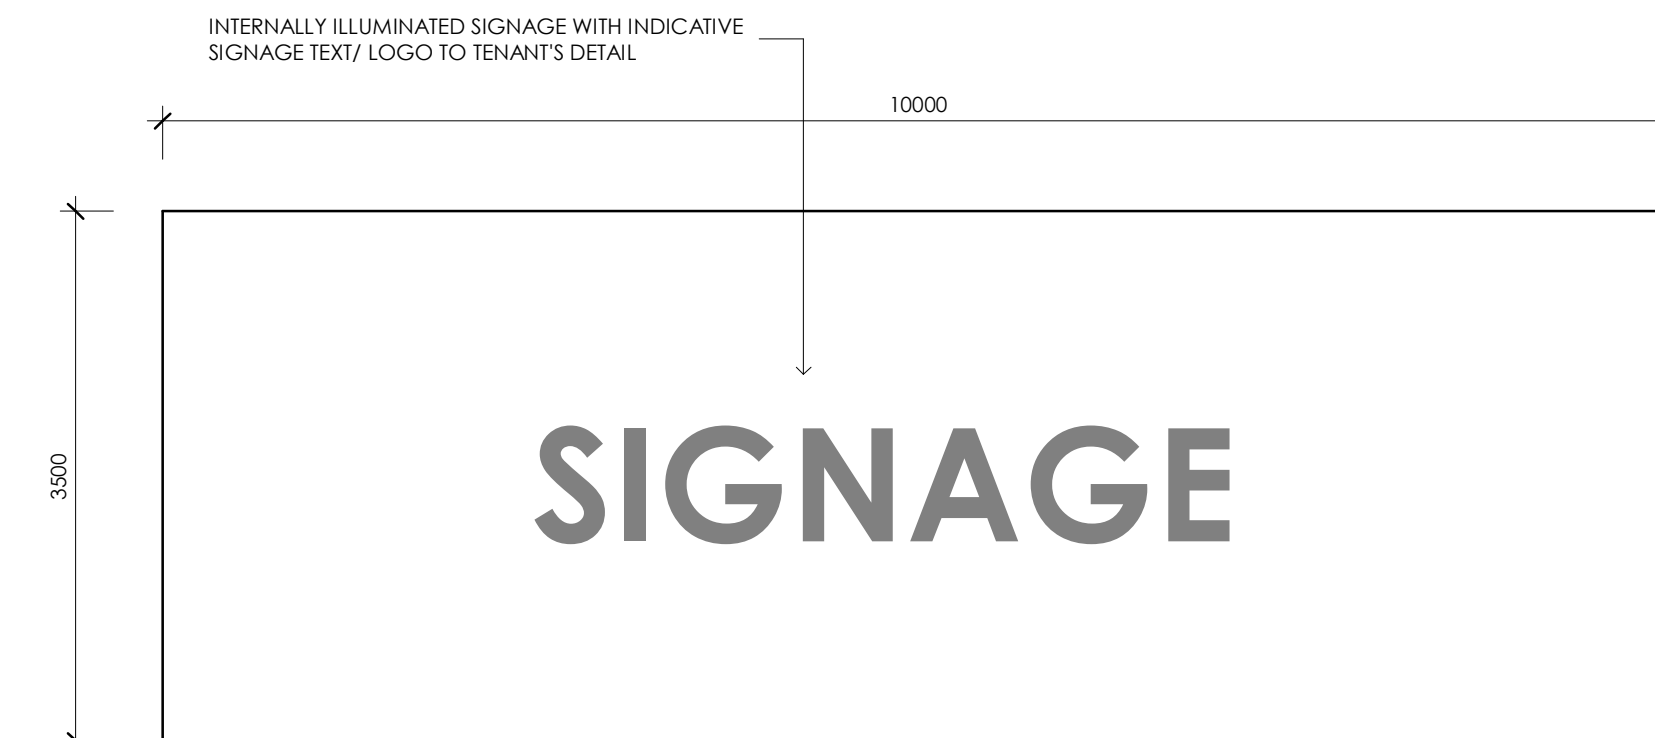 INTERNALLY ILLUMINATED SIGNAGE WITH INDICATIVE
SIGNAGE TEXT/ LOGO TO TENANT'S DETAIL
10000
3500
SIGNAGE